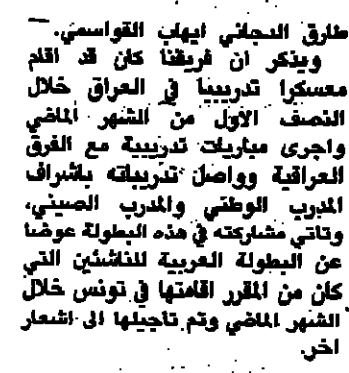 طارق الدجاني ايهاب القواسمي.
ويذكر ان فريقنا كان قد اقام
معسكرا تدريبيا في العراق خلال
النصف الاول من الشهر الماضي
واجرى مباريات تدريبية مع الفرق
العراقية وواصل تدريباته باشراف
المدرب الوطني والمدرب الصيني،
وتاتي مشاركته في هذه البطولة عوضا
عن البطولة العربية للناشئين التي
كان من المقرر اقامتها في تونس خلال
الشهر الماضي وتم تأجيلها الى اشعار
اخر.